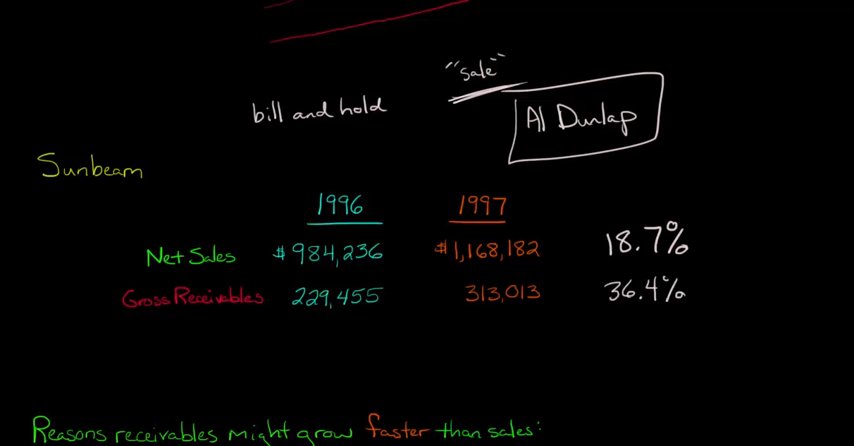 "sale"
bill and hold
Al Dunlap
Sunbeam
1996 1997
Net Sales $984,236 $1,168,182 18.7%
Gross Receivables 229,455 313,013 36.4%
Reasons receivables might grow faster than sales: